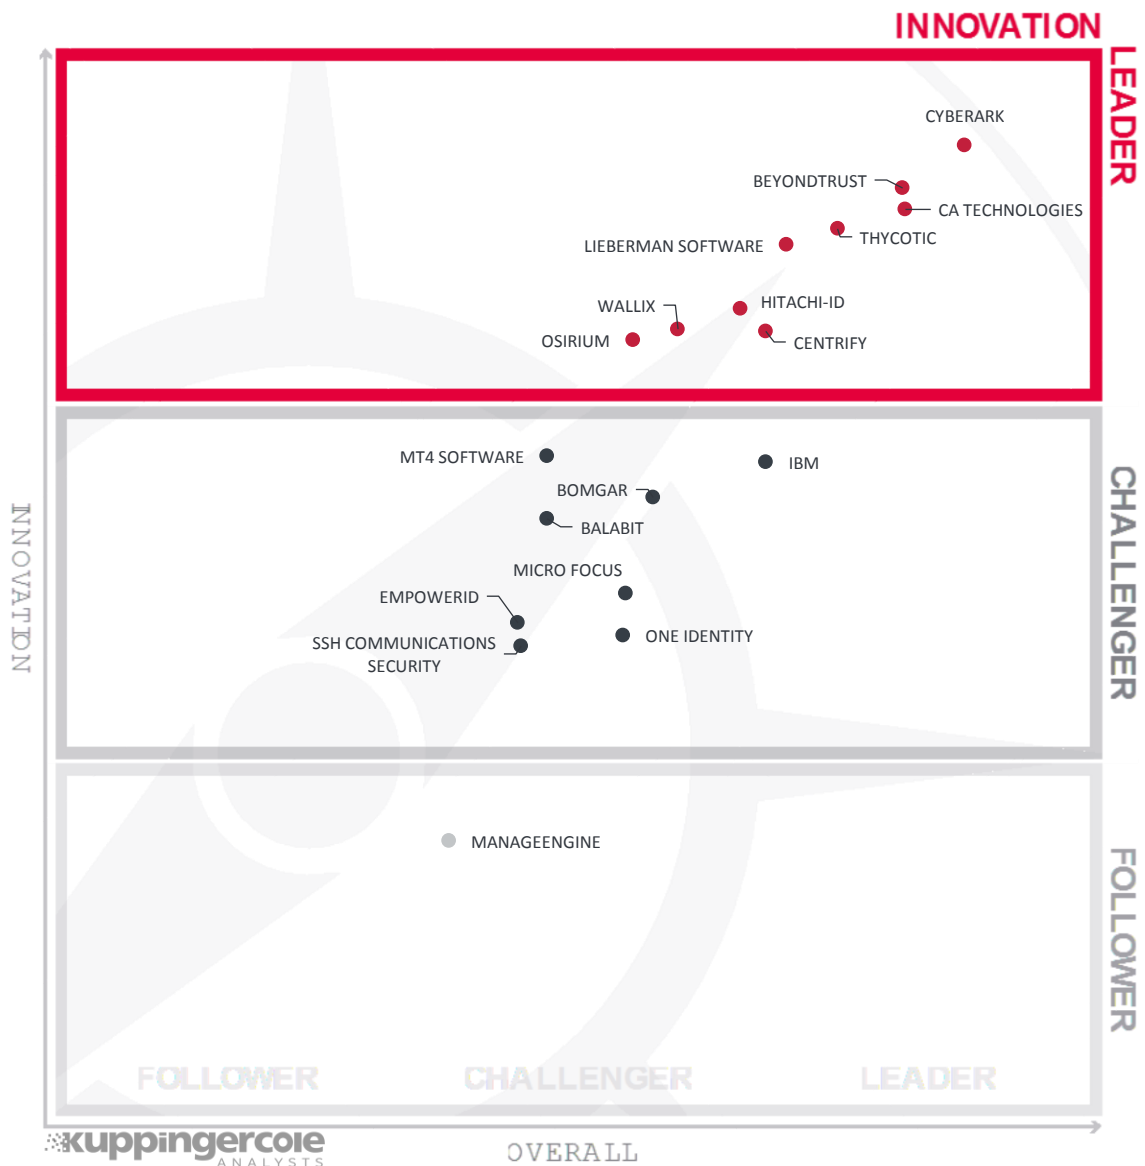 INNOVATION
LEADER
CYBERARK
BEYONDTRUST
CA TECHNOLOGIES
THYCOTIC
LIEBERMAN SOFTWARE
HITACHI-ID
WALLIX
OSIRIUM
CENTRIFY
MT4 SOFTWARE
IBM
BOMGAR
BALABIT
CHALLENGER
INNOVATION
MICRO FOCUS
EMPOWERID
ONE IDENTITY
SSH COMMUNICATIONS
SECURITY
MANAGEENGINE
FOLLOWER
FOLLOWER
CHALLENGER
LEADER
kuppingercole
ANALYSTS
OVERALL